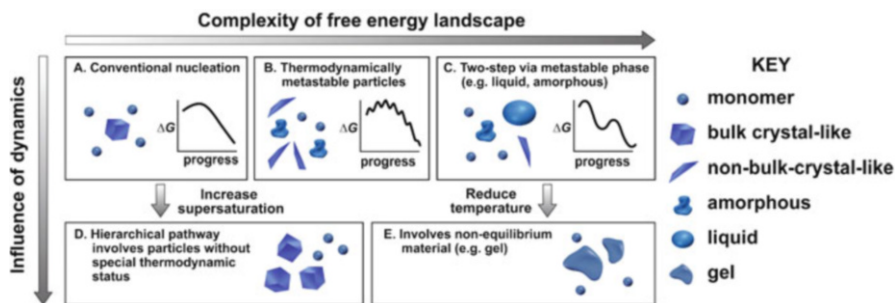 Complexity of free energy landscape
Influence of dynamics
A. Conventional nucleation
ΔG
progress
B. Thermodynamically
metastable particles
ΔG
progress
C. Two-step via metastable phase
(e.g. liquid, amorphous)
ΔG
progress
Increase
supersaturation
Reduce
temperature
D. Hierarchical pathway
involves particles without
special thermodynamic
status
E. Involves non-equilibrium
material (e.g. gel)
KEY
monomer
bulk crystal-like
non-bulk-crystal-like
amorphous
liquid
gel